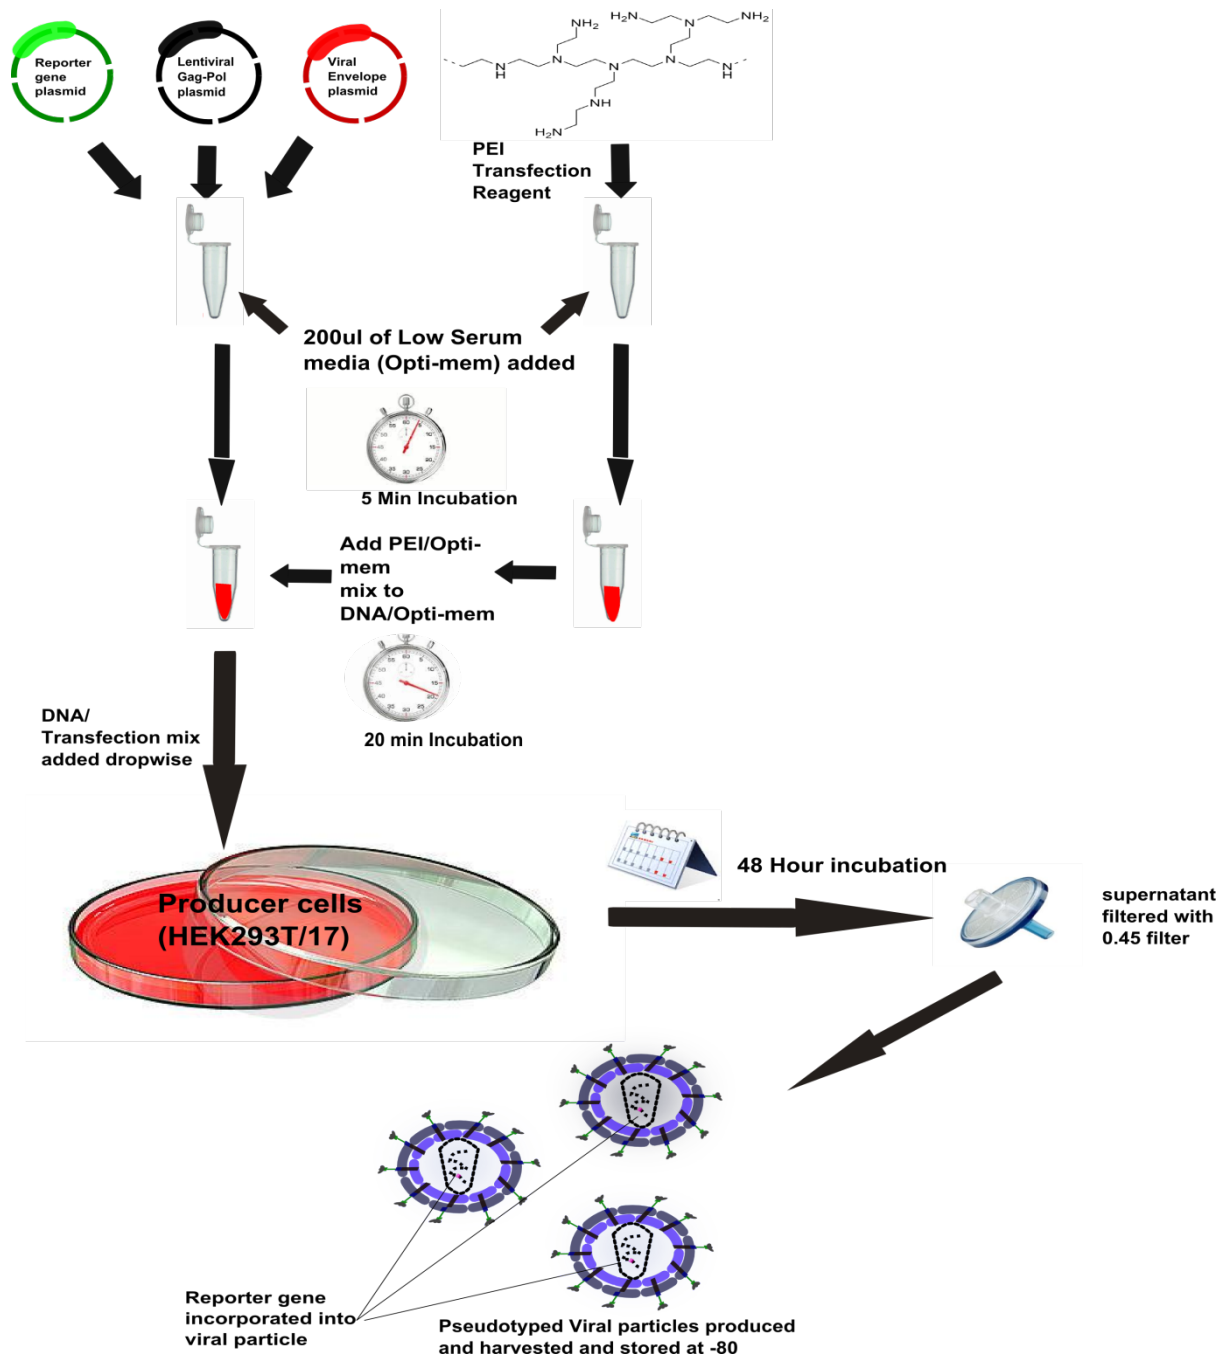 Reporter
gene
plasmid
Lentiviral
Gag-Pol
plasmid
Viral
Envelope
plasmid
NH₂
H₂N
NH₂
N
N
N
N
N
H
N
H
NH
H₂N
PEI
Transfection
Reagent
200ul of Low Serum
media (Opti-mem) added
5 Min Incubation
Add PEI/Opti-
mem
mix to
DNA/Opti-mem
20 min Incubation
DNA/
Transfection mix
added dropwise
Producer cells
(HEK293T/17)
48 Hour incubation
supernatant
filtered with
0.45 filter
Reporter gene
incorporated into
viral particle
Pseudotyped Viral particles produced
and harvested and stored at -80